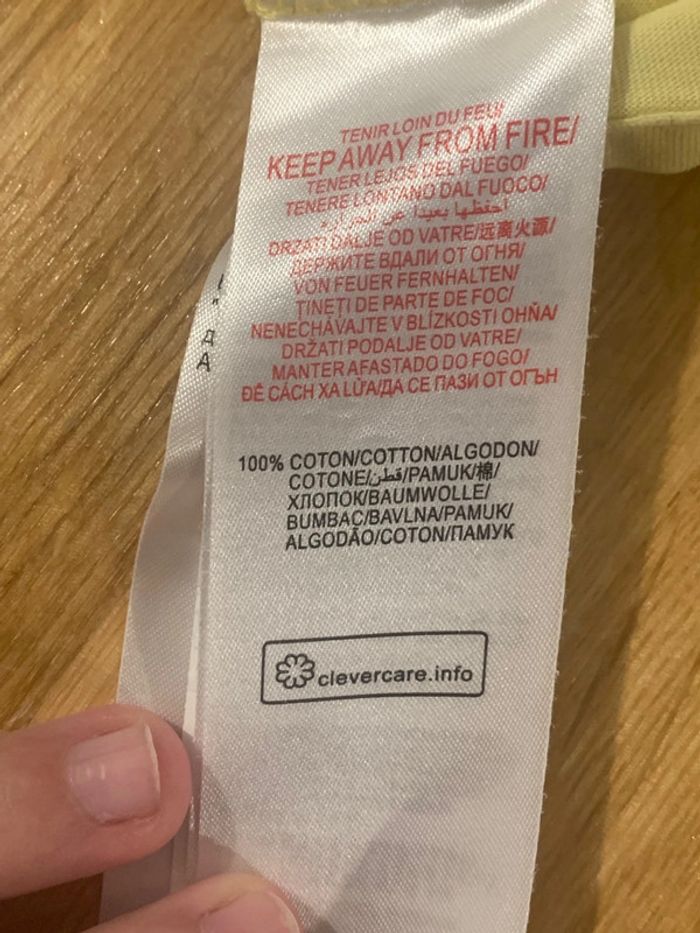 TENIR LOIN DU FEU/
KEEP AWAY FROM FIRE/
TENER LEJOS DEL FUEGO/
TENERE LONTANO DAL FUOCO/
احفظها بعيدا عن الحرارة
DRZATI DALJE OD VATRE/远离火源/
ДЕРЖИТЕ ВДАЛИ ОТ ОГНЯ/
VON FEUER FERNHALTEN/
ȚINEȚI DE PARTE DE FOC/
NENECHÁVAJTE V BLÍZKOSTI OHŇA/
DRŽATI PODALJE OD VATRE/
MANTER AFASTADO DO FOGO/
ĐỂ CÁCH XA LỬA/ДА СЕ ПАЗИ ОТ ОГЪН
100% COTON/COTTON/ALGODON/
COTONE/قطن/PAMUK/棉/
ХЛОПОК/BAUMWOLLE/
BUMBAC/BAVLNA/PAMUK/
ALGODÃO/COTON/ПАМУК
clevercare.info
Д
А